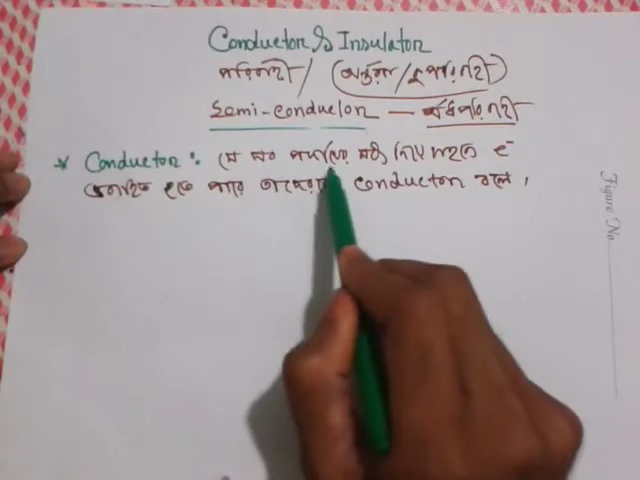 Conductor & Insulator
পরিবাহী / (অন্তরক / কুপরিবাহী)
Semi-conductor — অর্ধপরিবাহী
* Conductor : যে সব পদার্থের মধ্য দিয়ে সহজে e⁻
প্রবাহিত হতে পারে তাদেরকে conductor বলে ।
Figure No